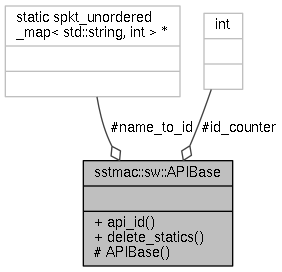 static spkt_unordered
_map< std::string, int > *
int
#name_to_id
#id_counter
sstmac::sw::APIBase
+ api_id()
+ delete_statics()
# APIBase()